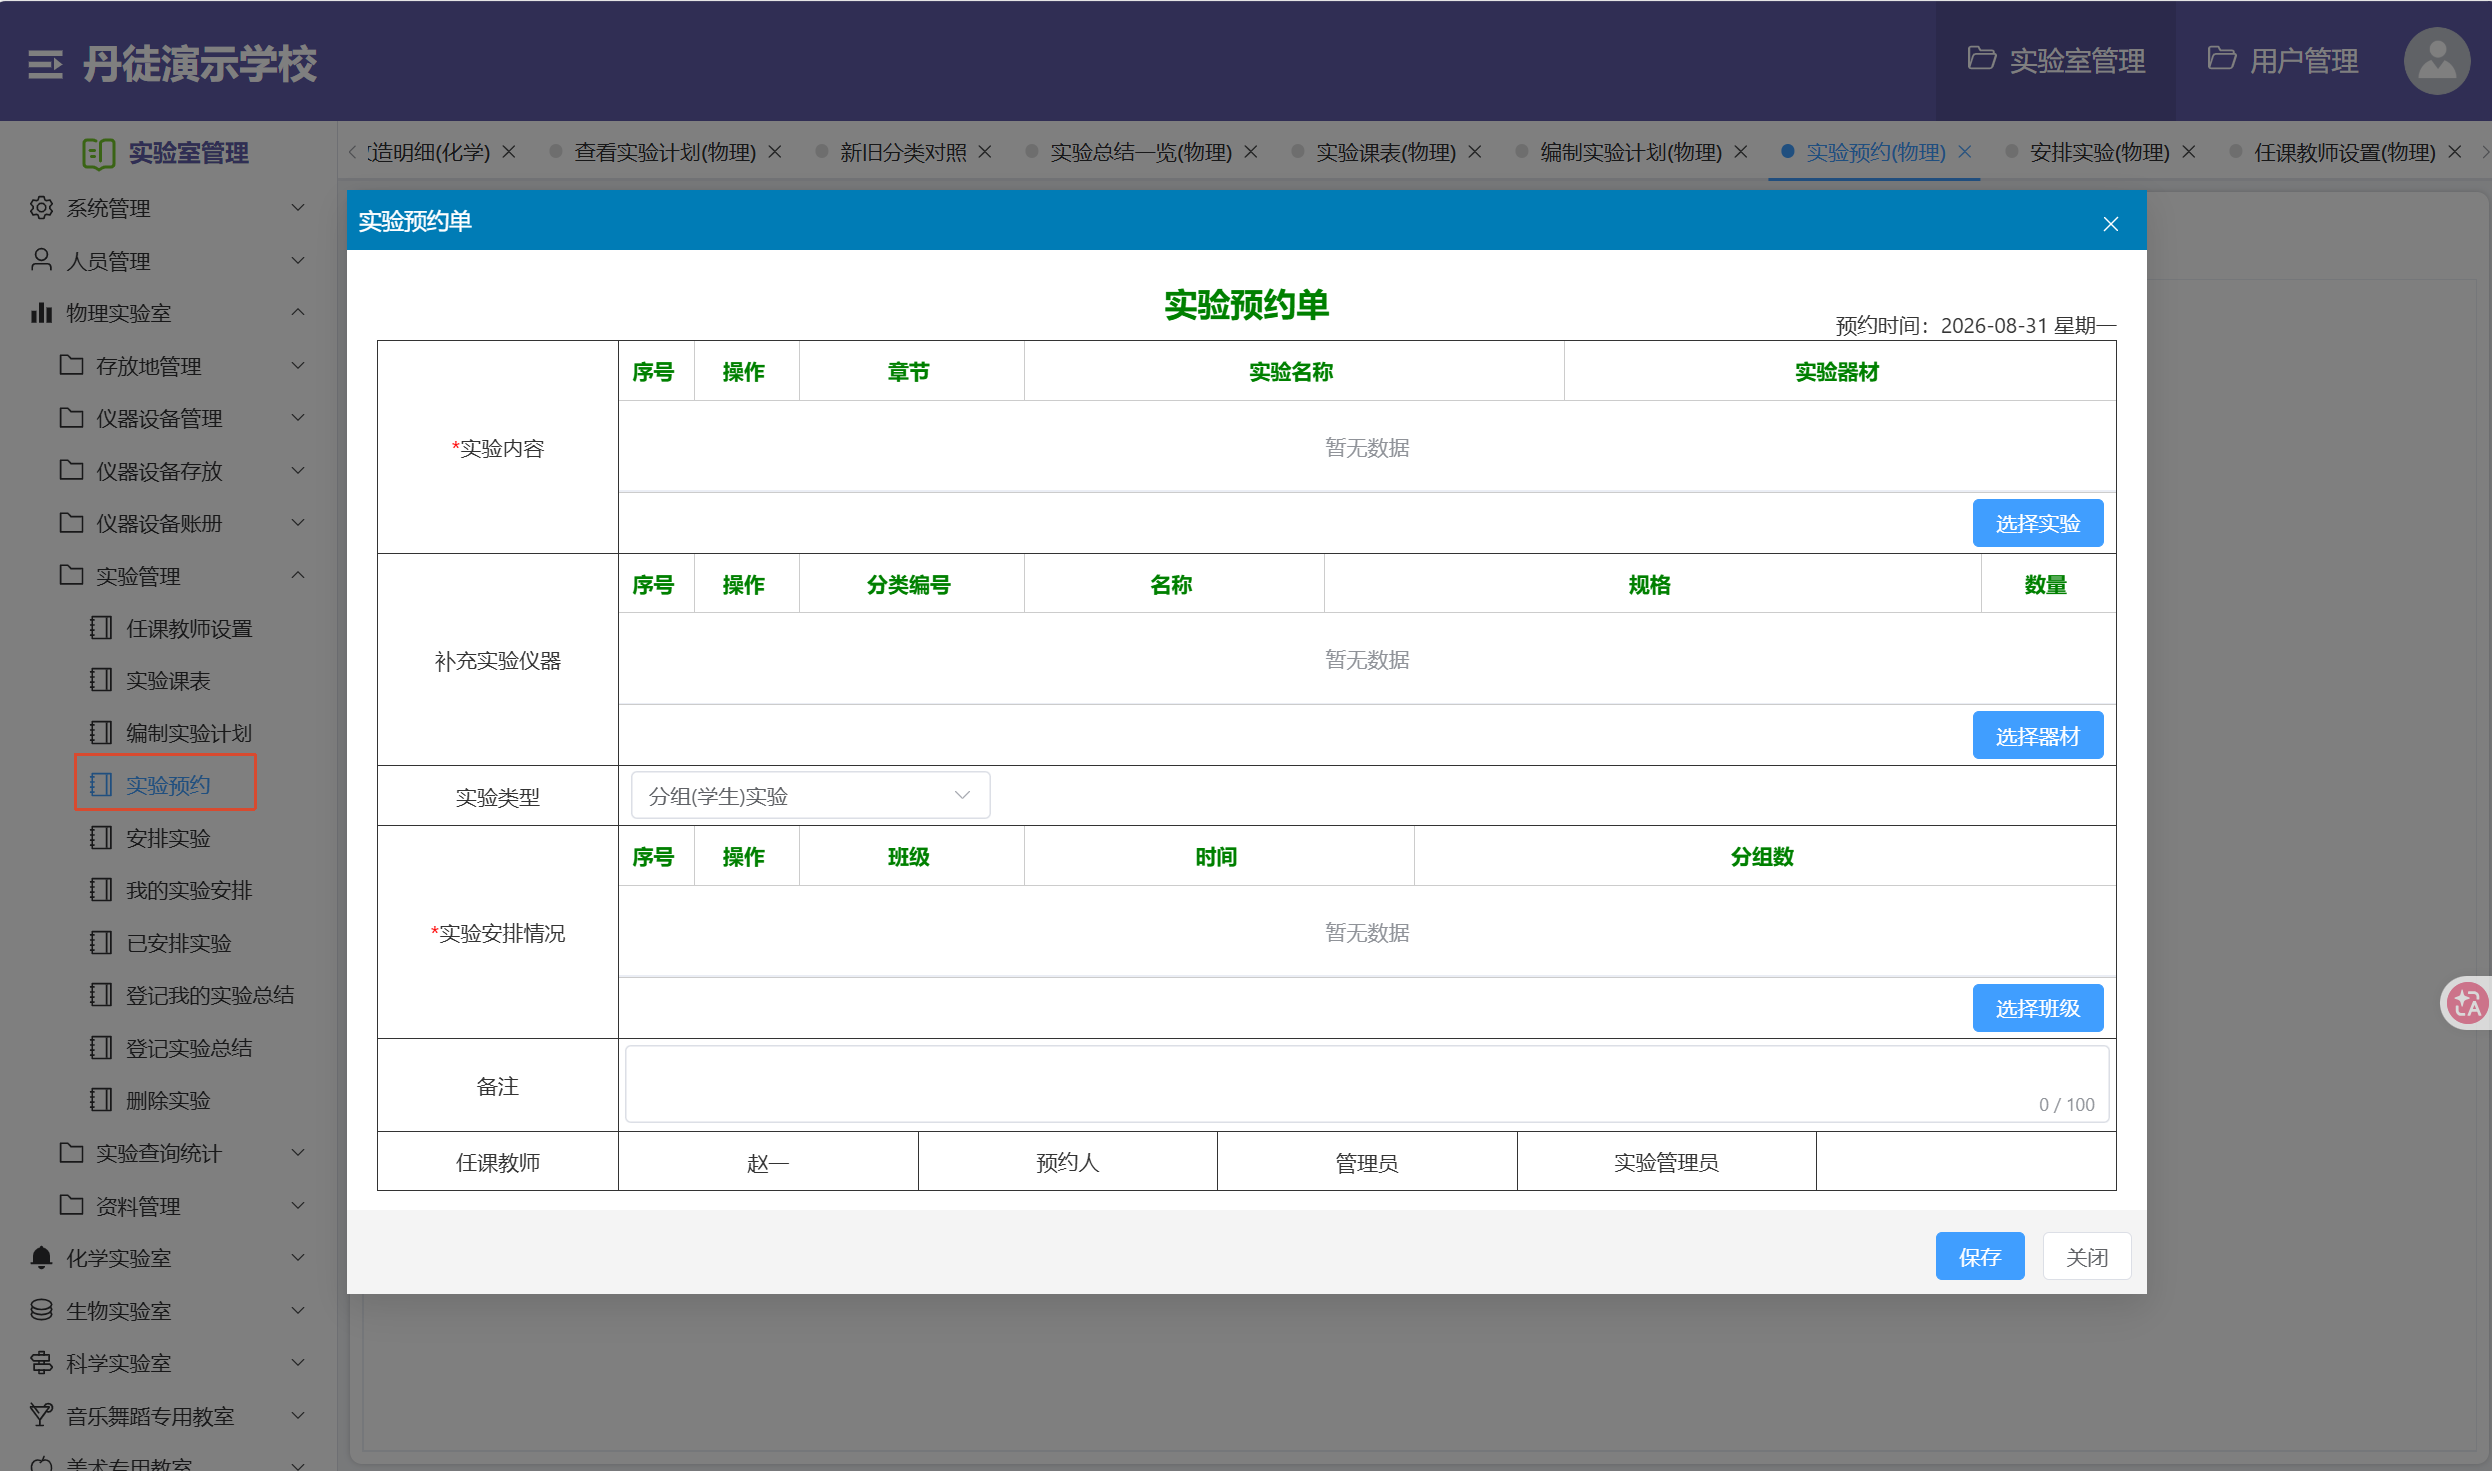 丹徒演示学校
实验室管理
用户管理
实验室管理
造明细(化学)
查看实验计划(物理)
新旧分类对照
实验总结一览(物理)
实验课表(物理)
编制实验计划(物理)
实验预约(物理)
安排实验(物理)
任课教师设置(物理)
系统管理
人员管理
物理实验室
存放地管理
仪器设备管理
仪器设备存放
仪器设备账册
实验管理
任课教师设置
实验课表
编制实验计划
实验预约
安排实验
我的实验安排
已安排实验
登记我的实验总结
登记实验总结
删除实验
实验查询统计
资料管理
化学实验室
生物实验室
科学实验室
音乐舞蹈专用教室
美术专用教室
实验预约单
实验预约单
预约时间：2026-08-31 星期一
*实验内容
序号 操作 章节 实验名称 实验器材
暂无数据
选择实验
补充实验仪器
序号 操作 分类编号 名称 规格 数量
暂无数据
选择器材
实验类型 分组(学生)实验
*实验安排情况
序号 操作 班级 时间 分组数
暂无数据
选择班级
备注
0 / 100
任课教师 赵一 预约人 管理员 实验管理员
保存 关闭